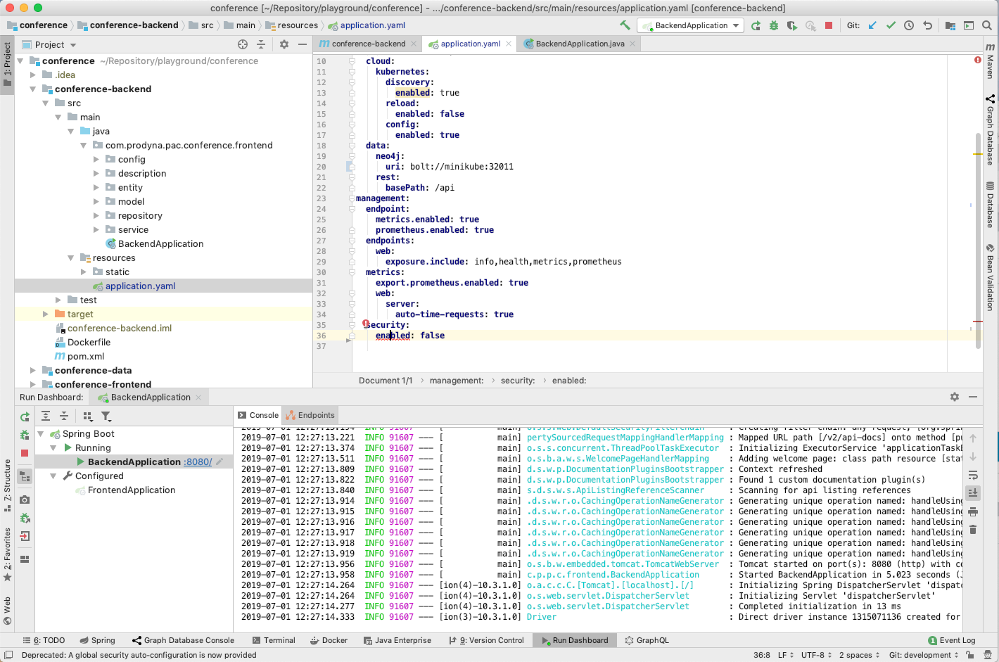 conference [~/Repository/playground/conference] – .../conference-backend/src/main/resources/application.yaml [conference-backend]
conference
conference-backend
src
main
resources
application.yaml
BackendApplication
Git:
1: Project
Project
conference-backend
application.yaml
BackendApplication.java
conference ~/Repository/playground/conference
.idea
conference-backend
src
main
java
com.prodyna.pac.conference.frontend
config
description
entity
model
repository
service
BackendApplication
resources
static
application.yaml
test
target
conference-backend.iml
Dockerfile
pom.xml
conference-data
conference-frontend
10 cloud:
11 kubernetes:
12 discovery:
13 enabled: true
14 reload:
15 enabled: false
16 config:
17 enabled: true
18 data:
19 neo4j:
20 uri: bolt://minikube:32011
21 rest:
22 basePath: /api
23 management:
24 endpoint:
25 metrics.enabled: true
26 prometheus.enabled: true
27 endpoints:
28 web:
29 exposure.include: info,health,metrics,prometheus
30 metrics:
31 export.prometheus.enabled: true
32 web:
33 server:
34 auto-time-requests: true
35 security:
36 enabled: false
37
Document 1/1 › management: › security: › enabled:
Maven
Graph Database
Database
Bean Validation
Run Dashboard:
BackendApplication
Spring Boot
Running
BackendApplication :8080/
Configured
FrontendApplication
Console
Endpoints
2019-07-01 12:27:13.194 INFO 91607 --- [ main] o.s.s.web.DefaultSecurityFilterChain : Creating filter chain: any request, [org.spri
2019-07-01 12:27:13.221 INFO 91607 --- [ main] pertySourcedRequestMappingHandlerMapping : Mapped URL path [/v2/api-docs] onto method [pu
2019-07-01 12:27:13.374 INFO 91607 --- [ main] o.s.s.concurrent.ThreadPoolTaskExecutor : Initializing ExecutorService 'applicationTaskE
2019-07-01 12:27:13.511 INFO 91607 --- [ main] o.s.b.a.w.s.WelcomePageHandlerMapping : Adding welcome page: class path resource [stat
2019-07-01 12:27:13.809 INFO 91607 --- [ main] d.s.w.p.DocumentationPluginsBootstrapper : Context refreshed
2019-07-01 12:27:13.822 INFO 91607 --- [ main] d.s.w.p.DocumentationPluginsBootstrapper : Found 1 custom documentation plugin(s)
2019-07-01 12:27:13.840 INFO 91607 --- [ main] s.d.s.w.s.ApiListingReferenceScanner : Scanning for api listing references
2019-07-01 12:27:13.914 INFO 91607 --- [ main] .d.s.w.r.o.CachingOperationNameGenerator : Generating unique operation named: handleUsing
2019-07-01 12:27:13.915 INFO 91607 --- [ main] .d.s.w.r.o.CachingOperationNameGenerator : Generating unique operation named: handleUsing
2019-07-01 12:27:13.916 INFO 91607 --- [ main] .d.s.w.r.o.CachingOperationNameGenerator : Generating unique operation named: handleUsing
2019-07-01 12:27:13.917 INFO 91607 --- [ main] .d.s.w.r.o.CachingOperationNameGenerator : Generating unique operation named: handleUsing
2019-07-01 12:27:13.918 INFO 91607 --- [ main] .d.s.w.r.o.CachingOperationNameGenerator : Generating unique operation named: handleUsing
2019-07-01 12:27:13.919 INFO 91607 --- [ main] .d.s.w.r.o.CachingOperationNameGenerator : Generating unique operation named: handleUsing
2019-07-01 12:27:13.956 INFO 91607 --- [ main] o.s.b.w.embedded.tomcat.TomcatWebServer : Tomcat started on port(s): 8080 (http) with co
2019-07-01 12:27:13.958 INFO 91607 --- [ main] c.p.p.c.frontend.BackendApplication : Started BackendApplication in 5.023 seconds (J
2019-07-01 12:27:14.264 INFO 91607 --- [ion(4)-10.3.1.0] o.a.c.c.C.[Tomcat].[localhost].[/] : Initializing Spring DispatcherServlet 'dispatc
2019-07-01 12:27:14.264 INFO 91607 --- [ion(4)-10.3.1.0] o.s.web.servlet.DispatcherServlet : Initializing Servlet 'dispatcherServlet'
2019-07-01 12:27:14.277 INFO 91607 --- [ion(4)-10.3.1.0] o.s.web.servlet.DispatcherServlet : Completed initialization in 13 ms
2019-07-01 12:27:14.333 INFO 91607 --- [ion(3)-10.3.1.0] Driver : Direct driver instance 1315071136 created for
Z: Structure
2: Favorites
Web
6: TODO
Spring
Graph Database Console
Terminal
Docker
Java Enterprise
9: Version Control
Run Dashboard
GraphQL
1 Event Log
Deprecated: A global security auto-configuration is now provided
36:8
LF
UTF-8
2 spaces
Git: development